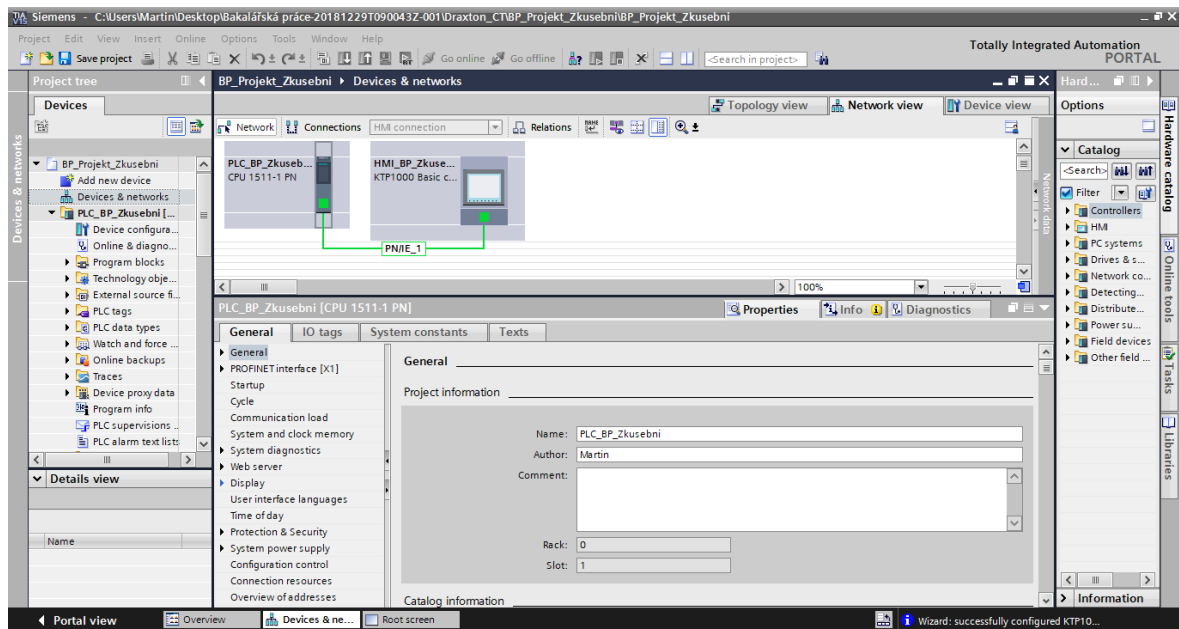 Siemens - C:\Users\Martin\Desktop\Bakalářská práce-20181229T090043Z-001\Draxton_CT\BP_Projekt_Zkusebni\BP_Projekt_Zkusebni
Project Edit View Insert Online Options Tools Window Help
Totally Integrated Automation
PORTAL
Save project Go online Go offline <Search in project>
Project tree
BP_Projekt_Zkusebni Devices & networks
Hard...
Devices
Topology view Network view Device view
Options
Network Connections HMI connection Relations
Catalog
<Search>
Filter
Controllers
HMI
PC systems
Drives & s...
Network co...
Detecting...
Distribute...
Power su...
Field devices
Other field ...
Information
Hardware catalog
Online tools
Tasks
Libraries
Devices & networks
BP_Projekt_Zkusebni
Add new device
Devices & networks
PLC_BP_Zkusebni [...
Device configura...
Online & diagno...
Program blocks
Technology obje...
External source fi...
PLC tags
PLC data types
Watch and force ...
Online backups
Traces
Device proxy data
Program info
PLC supervisions ..
PLC alarm text lists
Details view
Name
PLC_BP_Zkuseb...
CPU 1511-1 PN
HMI_BP_Zkuse...
KTP1000 Basic c...
PN/IE_1
Network data
100%
PLC_BP_Zkusebni [CPU 1511-1 PN]
Properties Info Diagnostics
General IO tags System constants Texts
General
PROFINET interface [X1]
Startup
Cycle
Communication load
System and clock memory
System diagnostics
Web server
Display
User interface languages
Time of day
Protection & Security
System power supply
Configuration control
Connection resources
Overview of addresses
General
Project information
Name: PLC_BP_Zkusebni
Author: Martin
Comment:
Rack: 0
Slot: 1
Catalog information
Portal view Overview Devices & ne... Root screen Wizard: successfully configured KTP10...